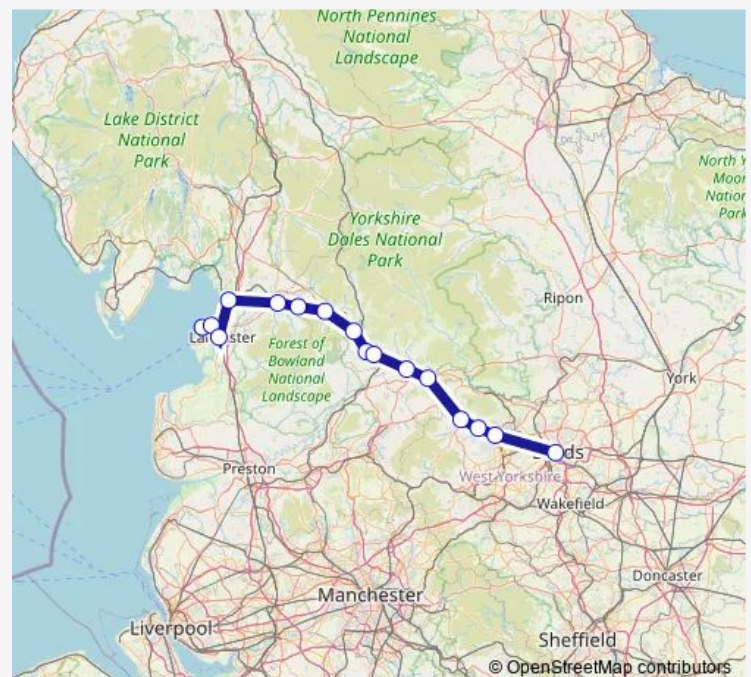 North Pennines
National
Landscape
Lake District
National
Park
North Y
Moor
Nation
Park
Yorkshire
Dales National
Park
Ripon
Forest of
Bowland
National
Landscape
York
Preston
West Yorkshire
Wakefield
Doncaster
Manchester
Liverpool
Sheffield
© OpenStreetMap contributors